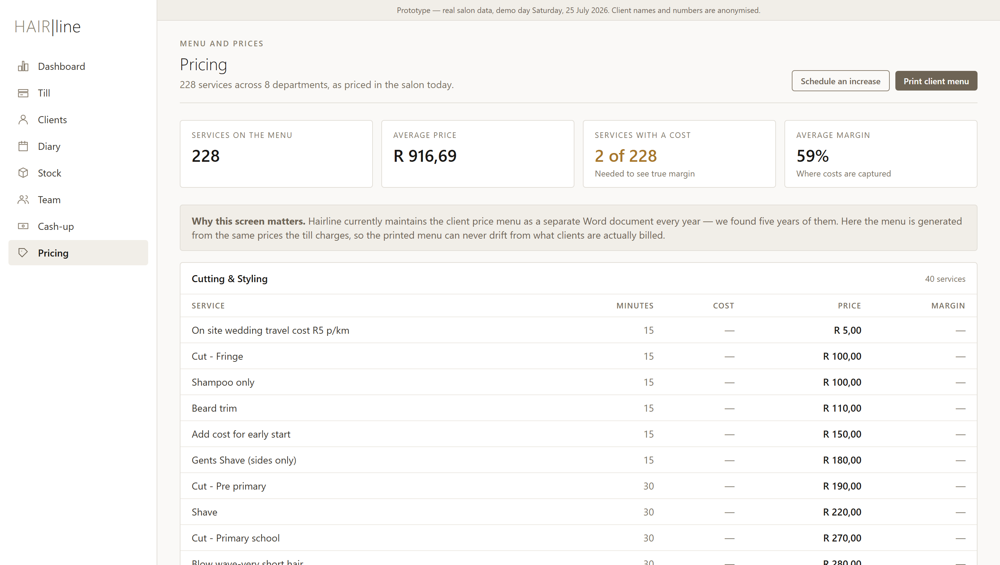 HAIR|line
Dashboard
Till
Clients
Diary
Stock
Team
Cash-up
Pricing
Prototype — real salon data, demo day Saturday, 25 July 2026. Client names and numbers are anonymised.
MENU AND PRICES
Pricing
228 services across 8 departments, as priced in the salon today.
Schedule an increase
Print client menu
SERVICES ON THE MENU
228
AVERAGE PRICE
R 916,69
SERVICES WITH A COST
2 of 228
Needed to see true margin
AVERAGE MARGIN
59%
Where costs are captured
Why this screen matters. Hairline currently maintains the client price menu as a separate Word document every year — we found five years of them. Here the menu is generated
from the same prices the till charges, so the printed menu can never drift from what clients are actually billed.
Cutting & Styling 40 services
SERVICE MINUTES COST PRICE MARGIN
On site wedding travel cost R5 p/km 15 — R 5,00 —
Cut - Fringe 15 — R 100,00 —
Shampoo only 15 — R 100,00 —
Beard trim 15 — R 110,00 —
Add cost for early start 15 — R 150,00 —
Gents Shave (sides only) 15 — R 180,00 —
Cut - Pre primary 30 — R 190,00 —
Shave 30 — R 220,00 —
Cut - Primary school 30 — R 270,00 —
Blow wave-very short hair 30 — R 280,00 —